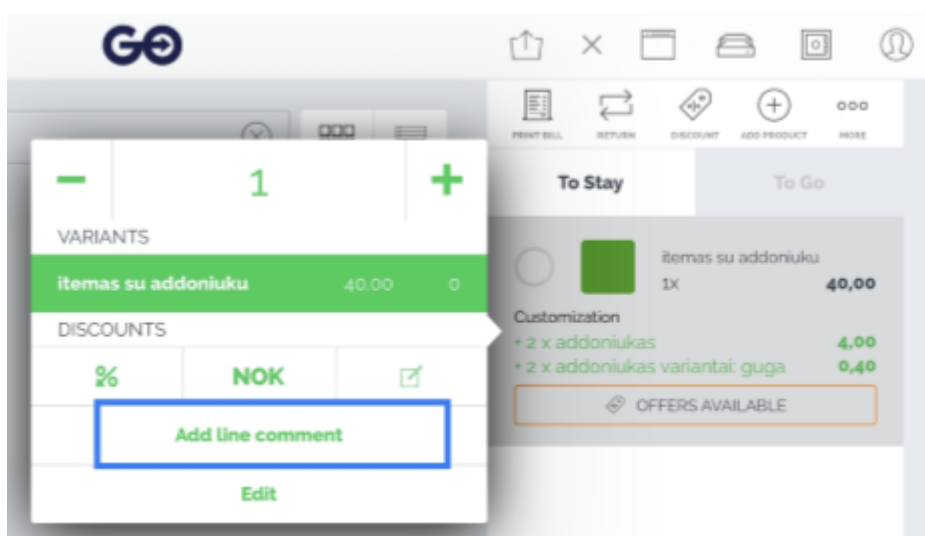 GO
PRINT BILL
RETURN
DISCOUNT
ADD PRODUCT
MORE
1
To Stay
To Go
VARIANTS
itemas su addoniuku 40,00 0
DISCOUNTS
% NOK
Add line comment
Edit
itemas su addoniuku
1x 40,00
Customization
+ 2 x addoniukas 4,00
+ 2 x addoniukas variantai: guga 0,40
OFFERS AVAILABLE